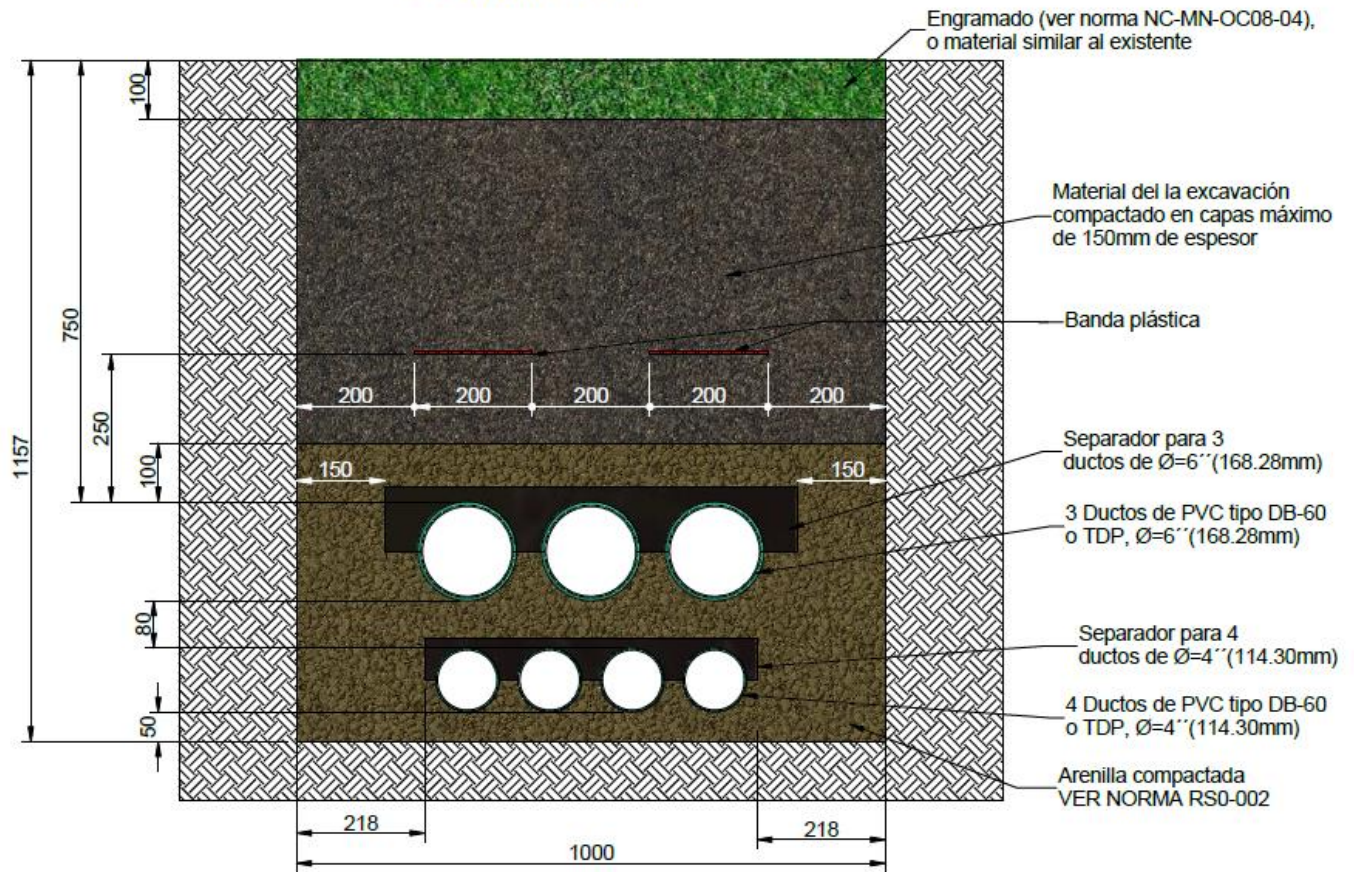 Engramado (ver norma NC-MN-OC08-04),
o material similar al existente
100
Material del la excavación
compactado en capas máximo
de 150mm de espesor
750
Banda plástica
250
200 200 200 200 200
1157
100
150 150
Separador para 3
ductos de Ø=6´´(168.28mm)
3 Ductos de PVC tipo DB-60
o TDP, Ø=6´´(168.28mm)
80
Separador para 4
ductos de Ø=4´´(114.30mm)
4 Ductos de PVC tipo DB-60
o TDP, Ø=4´´(114.30mm)
50
Arenilla compactada
VER NORMA RS0-002
218 218
1000